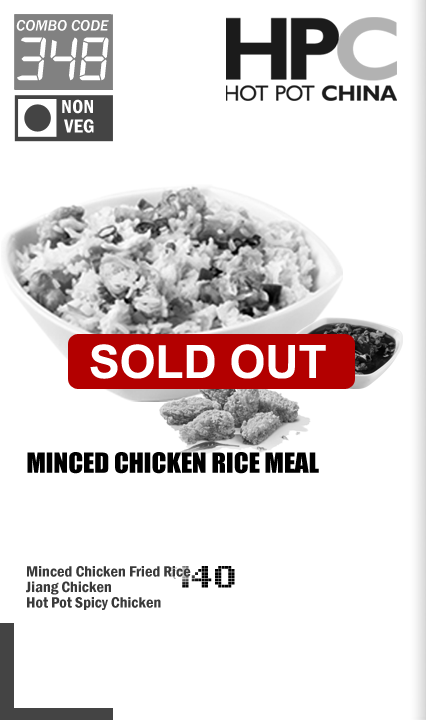 COMBO CODE
348
NON
VEG
HPC
HOT POT CHINA
SOLD OUT
MINCED CHICKEN RICE MEAL
Minced Chicken Fried Rice
140
Jiang Chicken
Hot Pot Spicy Chicken